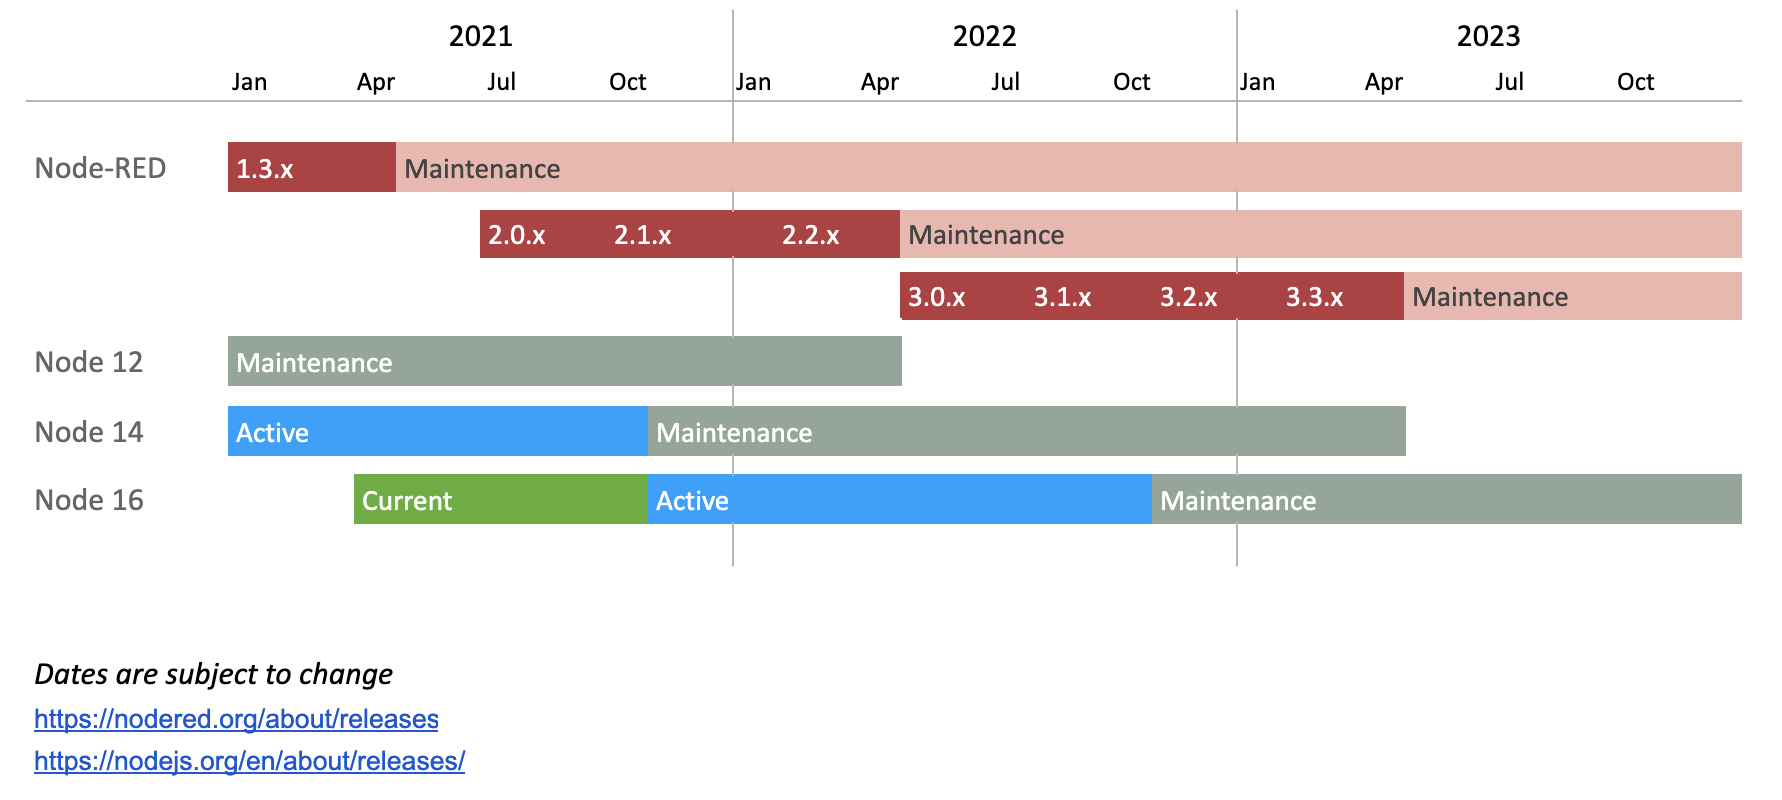 2021 2022 2023
Jan Apr Jul Oct Jan Apr Jul Oct Jan Apr Jul Oct
Node-RED 1.3.x Maintenance
2.0.x 2.1.x 2.2.x Maintenance
3.0.x 3.1.x 3.2.x 3.3.x Maintenance
Node 12 Maintenance
Node 14 Active Maintenance
Node 16 Current Active Maintenance
Dates are subject to change
https://nodered.org/about/releases
https://nodejs.org/en/about/releases/